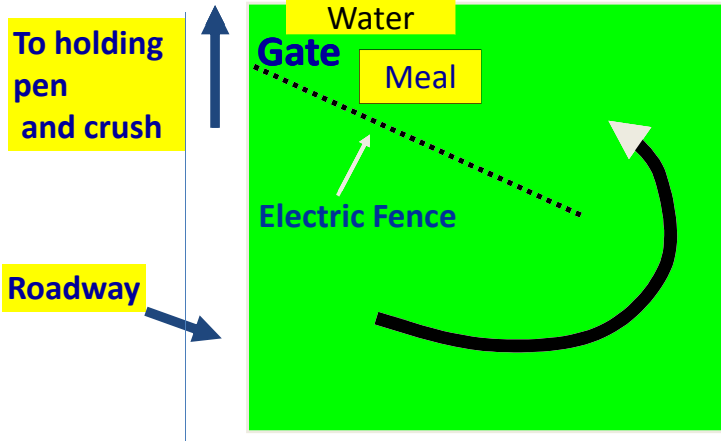 Water
Gate
Meal
To holding
pen
and crush
Electric Fence
Roadway